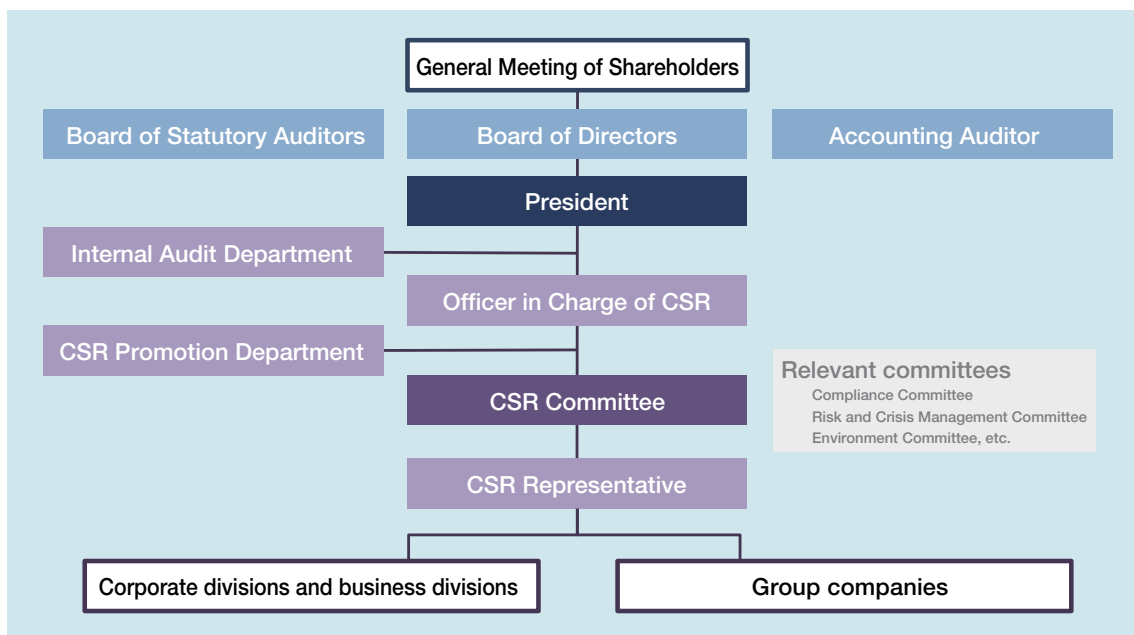 General Meeting of Shareholders
Board of Statutory Auditors
Board of Directors
Accounting Auditor
President
Internal Audit Department
Officer in Charge of CSR
CSR Promotion Department
Relevant committees
Compliance Committee
Risk and Crisis Management Committee
Environment Committee, etc.
CSR Committee
CSR Representative
Corporate divisions and business divisions
Group companies